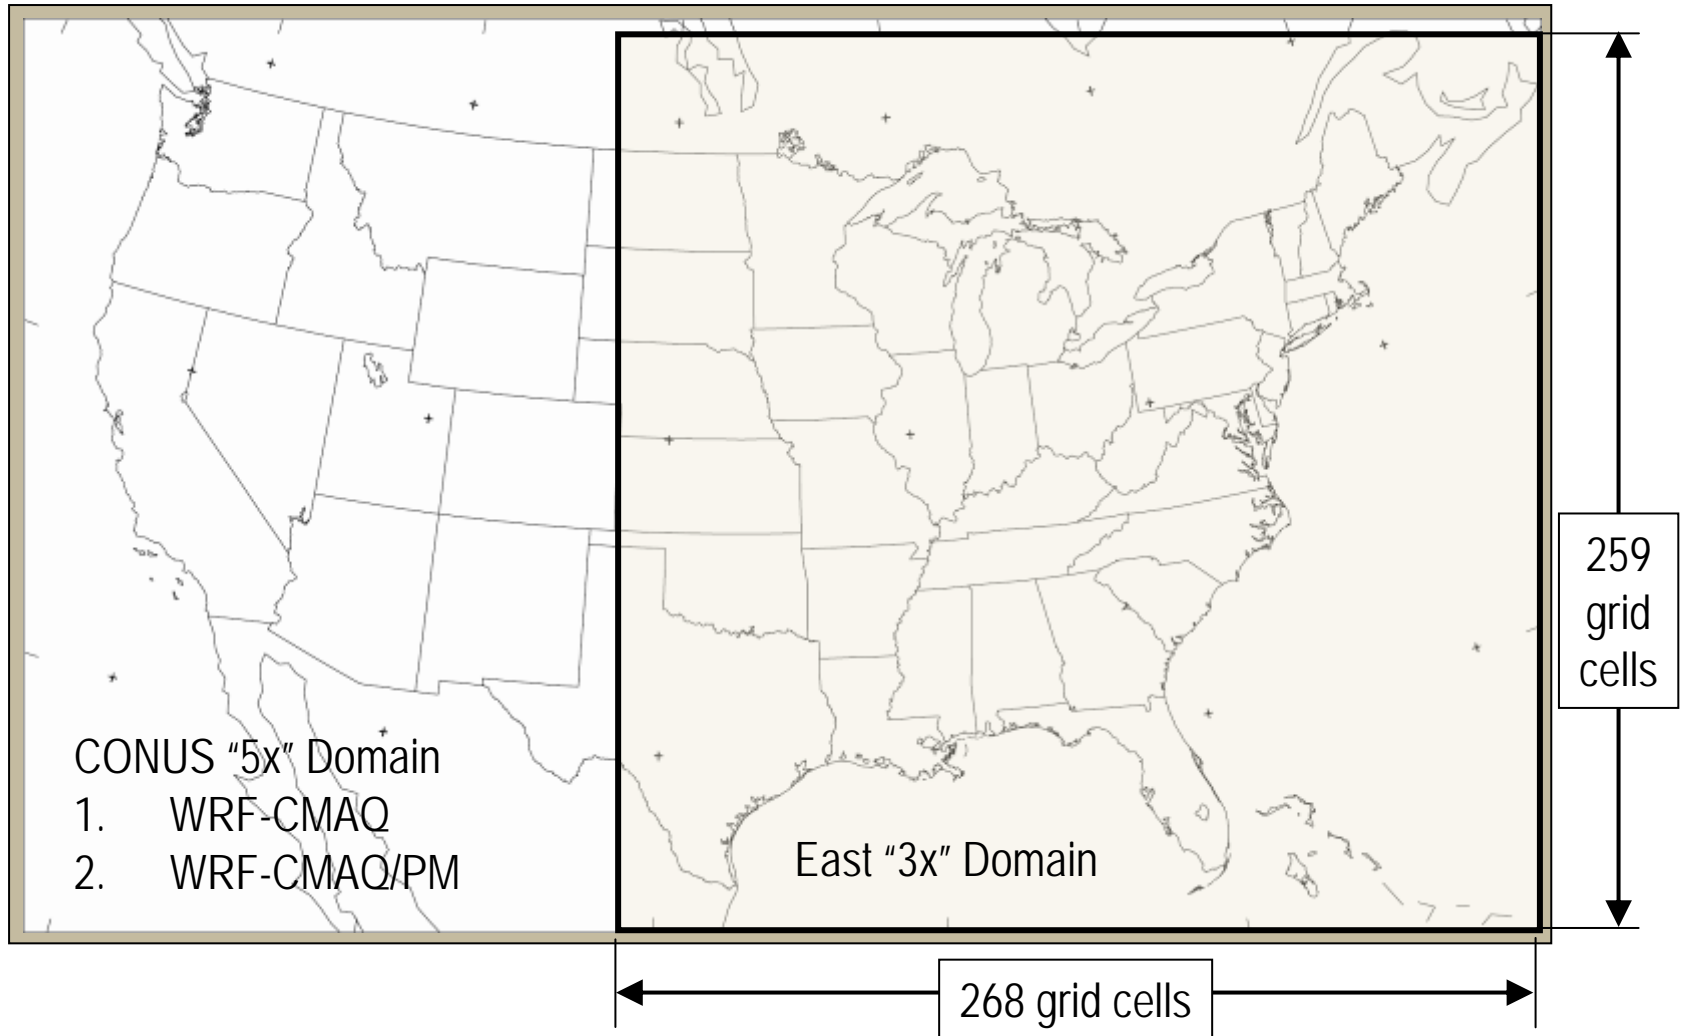 CONUS “5x” Domain
1. WRF-CMAQ
2. WRF-CMAQ/PM
East “3x” Domain
259
grid
cells
268 grid cells